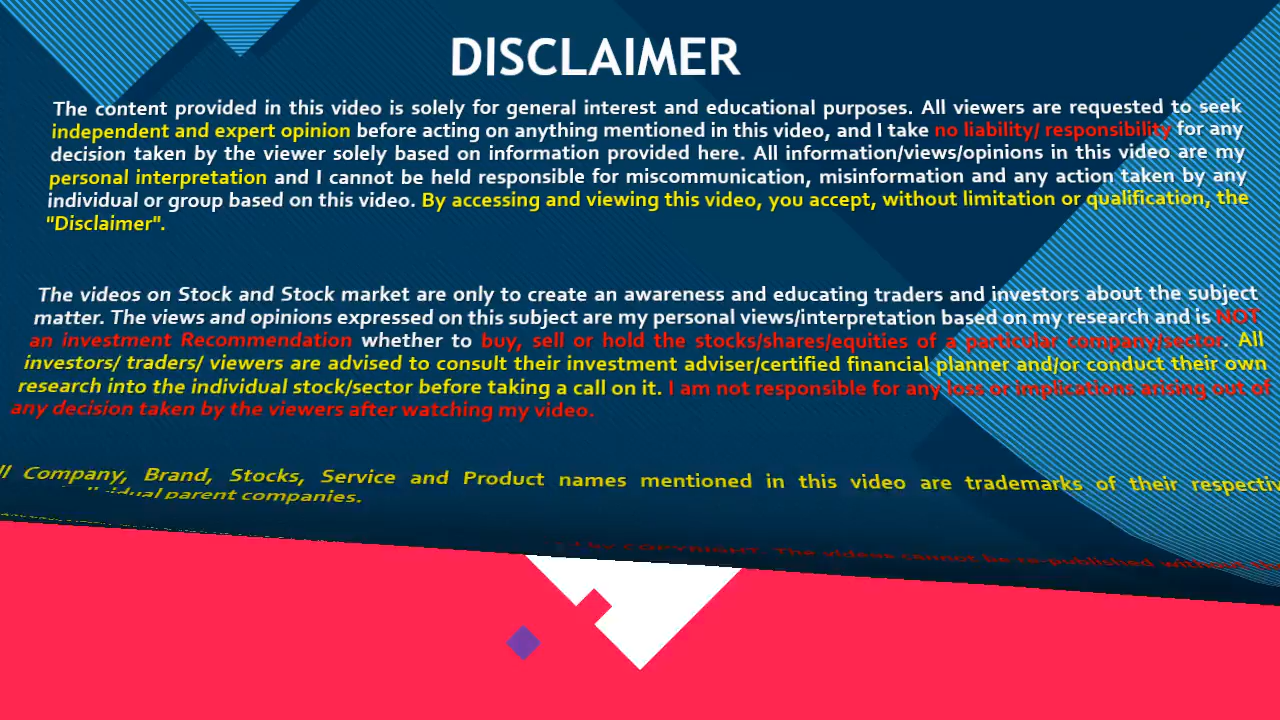 DISCLAIMER
The content provided in this video is solely for general interest and educational purposes. All viewers are requested to seek
independent and expert opinion before acting on anything mentioned in this video, and I take no liability/ responsibility for any
decision taken by the viewer solely based on information provided here. All information/views/opinions in this video are my
personal interpretation and I cannot be held responsible for miscommunication, misinformation and any action taken by any
individual or group based on this video. By accessing and viewing this video, you accept, without limitation or qualification, the
"Disclaimer".
The videos on Stock and Stock market are only to create an awareness and educating traders and investors about the subject
matter. The views and opinions expressed on this subject are my personal views/interpretation based on my research and is NOT
an investment Recommendation whether to buy, sell or hold the stocks/shares/equities of a particular company/sector. All
investors/ traders/ viewers are advised to consult their investment adviser/certified financial planner and/or conduct their own
research into the individual stock/sector before taking a call on it. I am not responsible for any loss or implications arising out of
any decision taken by the viewers after watching my video.
Company, Brand, Stocks, Service and Product names mentioned in this video are trademarks of their
parent companies.
by COPYRIGHT. The videos cannot be re-published without